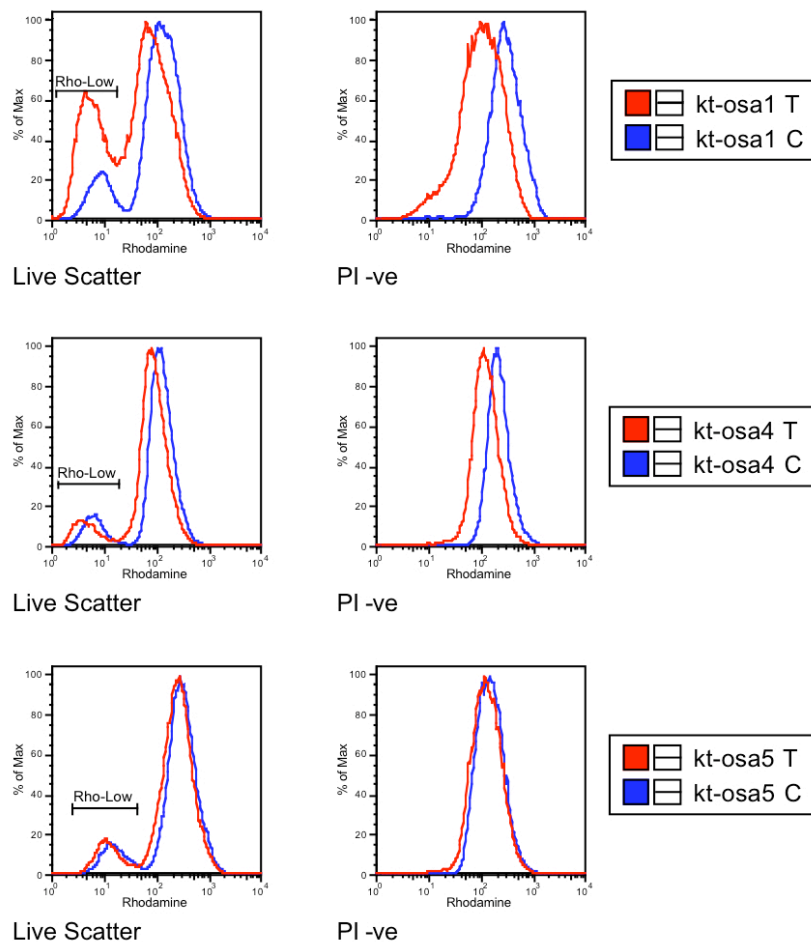 % of Max
100
80
60
40
20
0
Rho-Low
10^0
10^1
10^2
10^3
10^4
Rhodamine
Live Scatter
% of Max
100
80
60
40
20
0
10^0
10^1
10^2
10^3
10^4
Rhodamine
PI -ve
kt-osa1 T
kt-osa1 C
% of Max
100
80
60
40
20
0
Rho-Low
10^0
10^1
10^2
10^3
10^4
Rhodamine
Live Scatter
% of Max
100
80
60
40
20
0
10^0
10^1
10^2
10^3
10^4
Rhodamine
PI -ve
kt-osa4 T
kt-osa4 C
% of Max
100
80
60
40
20
0
Rho-Low
10^0
10^1
10^2
10^3
10^4
Rhodamine
Live Scatter
% of Max
100
80
60
40
20
0
10^0
10^1
10^2
10^3
10^4
Rhodamine
PI -ve
kt-osa5 T
kt-osa5 C